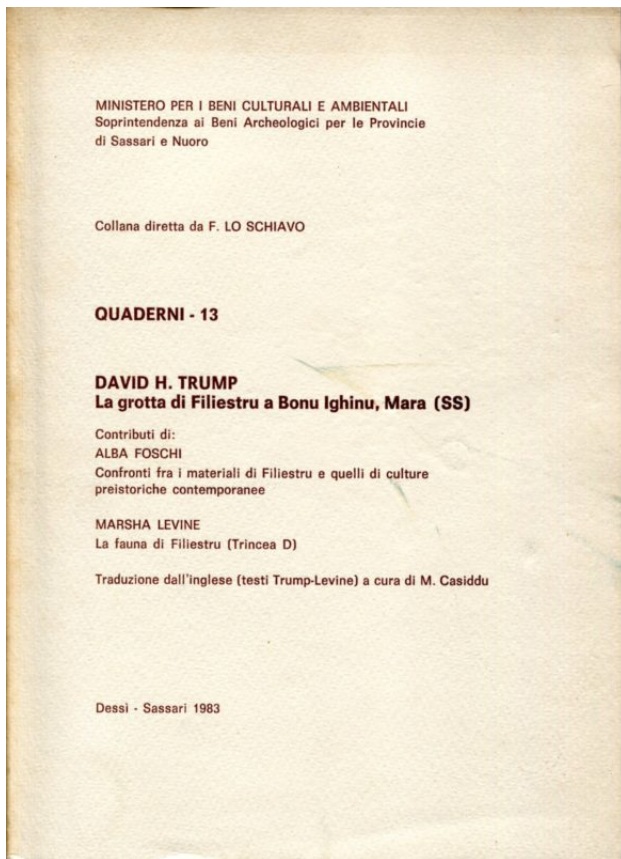 MINISTERO PER I BENI CULTURALI E AMBIENTALI
Soprintendenza ai Beni Archeologici per le Provincie
di Sassari e Nuoro
Collana diretta da F. LO SCHIAVO
QUADERNI - 13
DAVID H. TRUMP
La grotta di Filiestru a Bonu Ighinu, Mara (SS)
Contributi di:
ALBA FOSCHI
Confronti fra i materiali di Filiestru e quelli di culture
preistoriche contemporanee
MARSHA LEVINE
La fauna di Filiestru (Trincea D)
Traduzione dall'inglese (testi Trump-Levine) a cura di M. Casiddu
Dessì - Sassari 1983